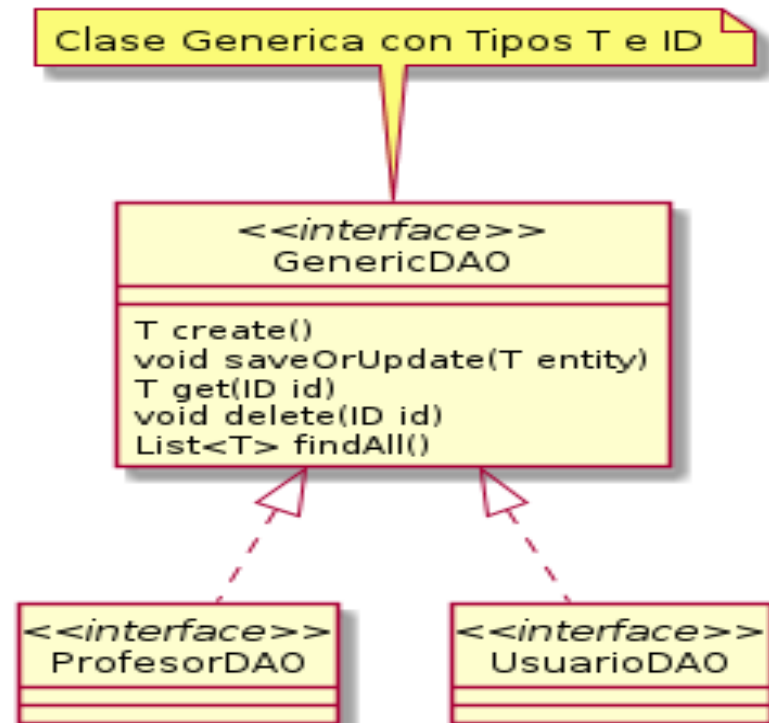 Clase Generica con Tipos T e ID
<<interface>>
GenericDAO
T create()
void saveOrUpdate(T entity)
T get(ID id)
void delete(ID id)
List<T> findAll()
<<interface>>
ProfesorDAO
<<interface>>
UsuarioDAO